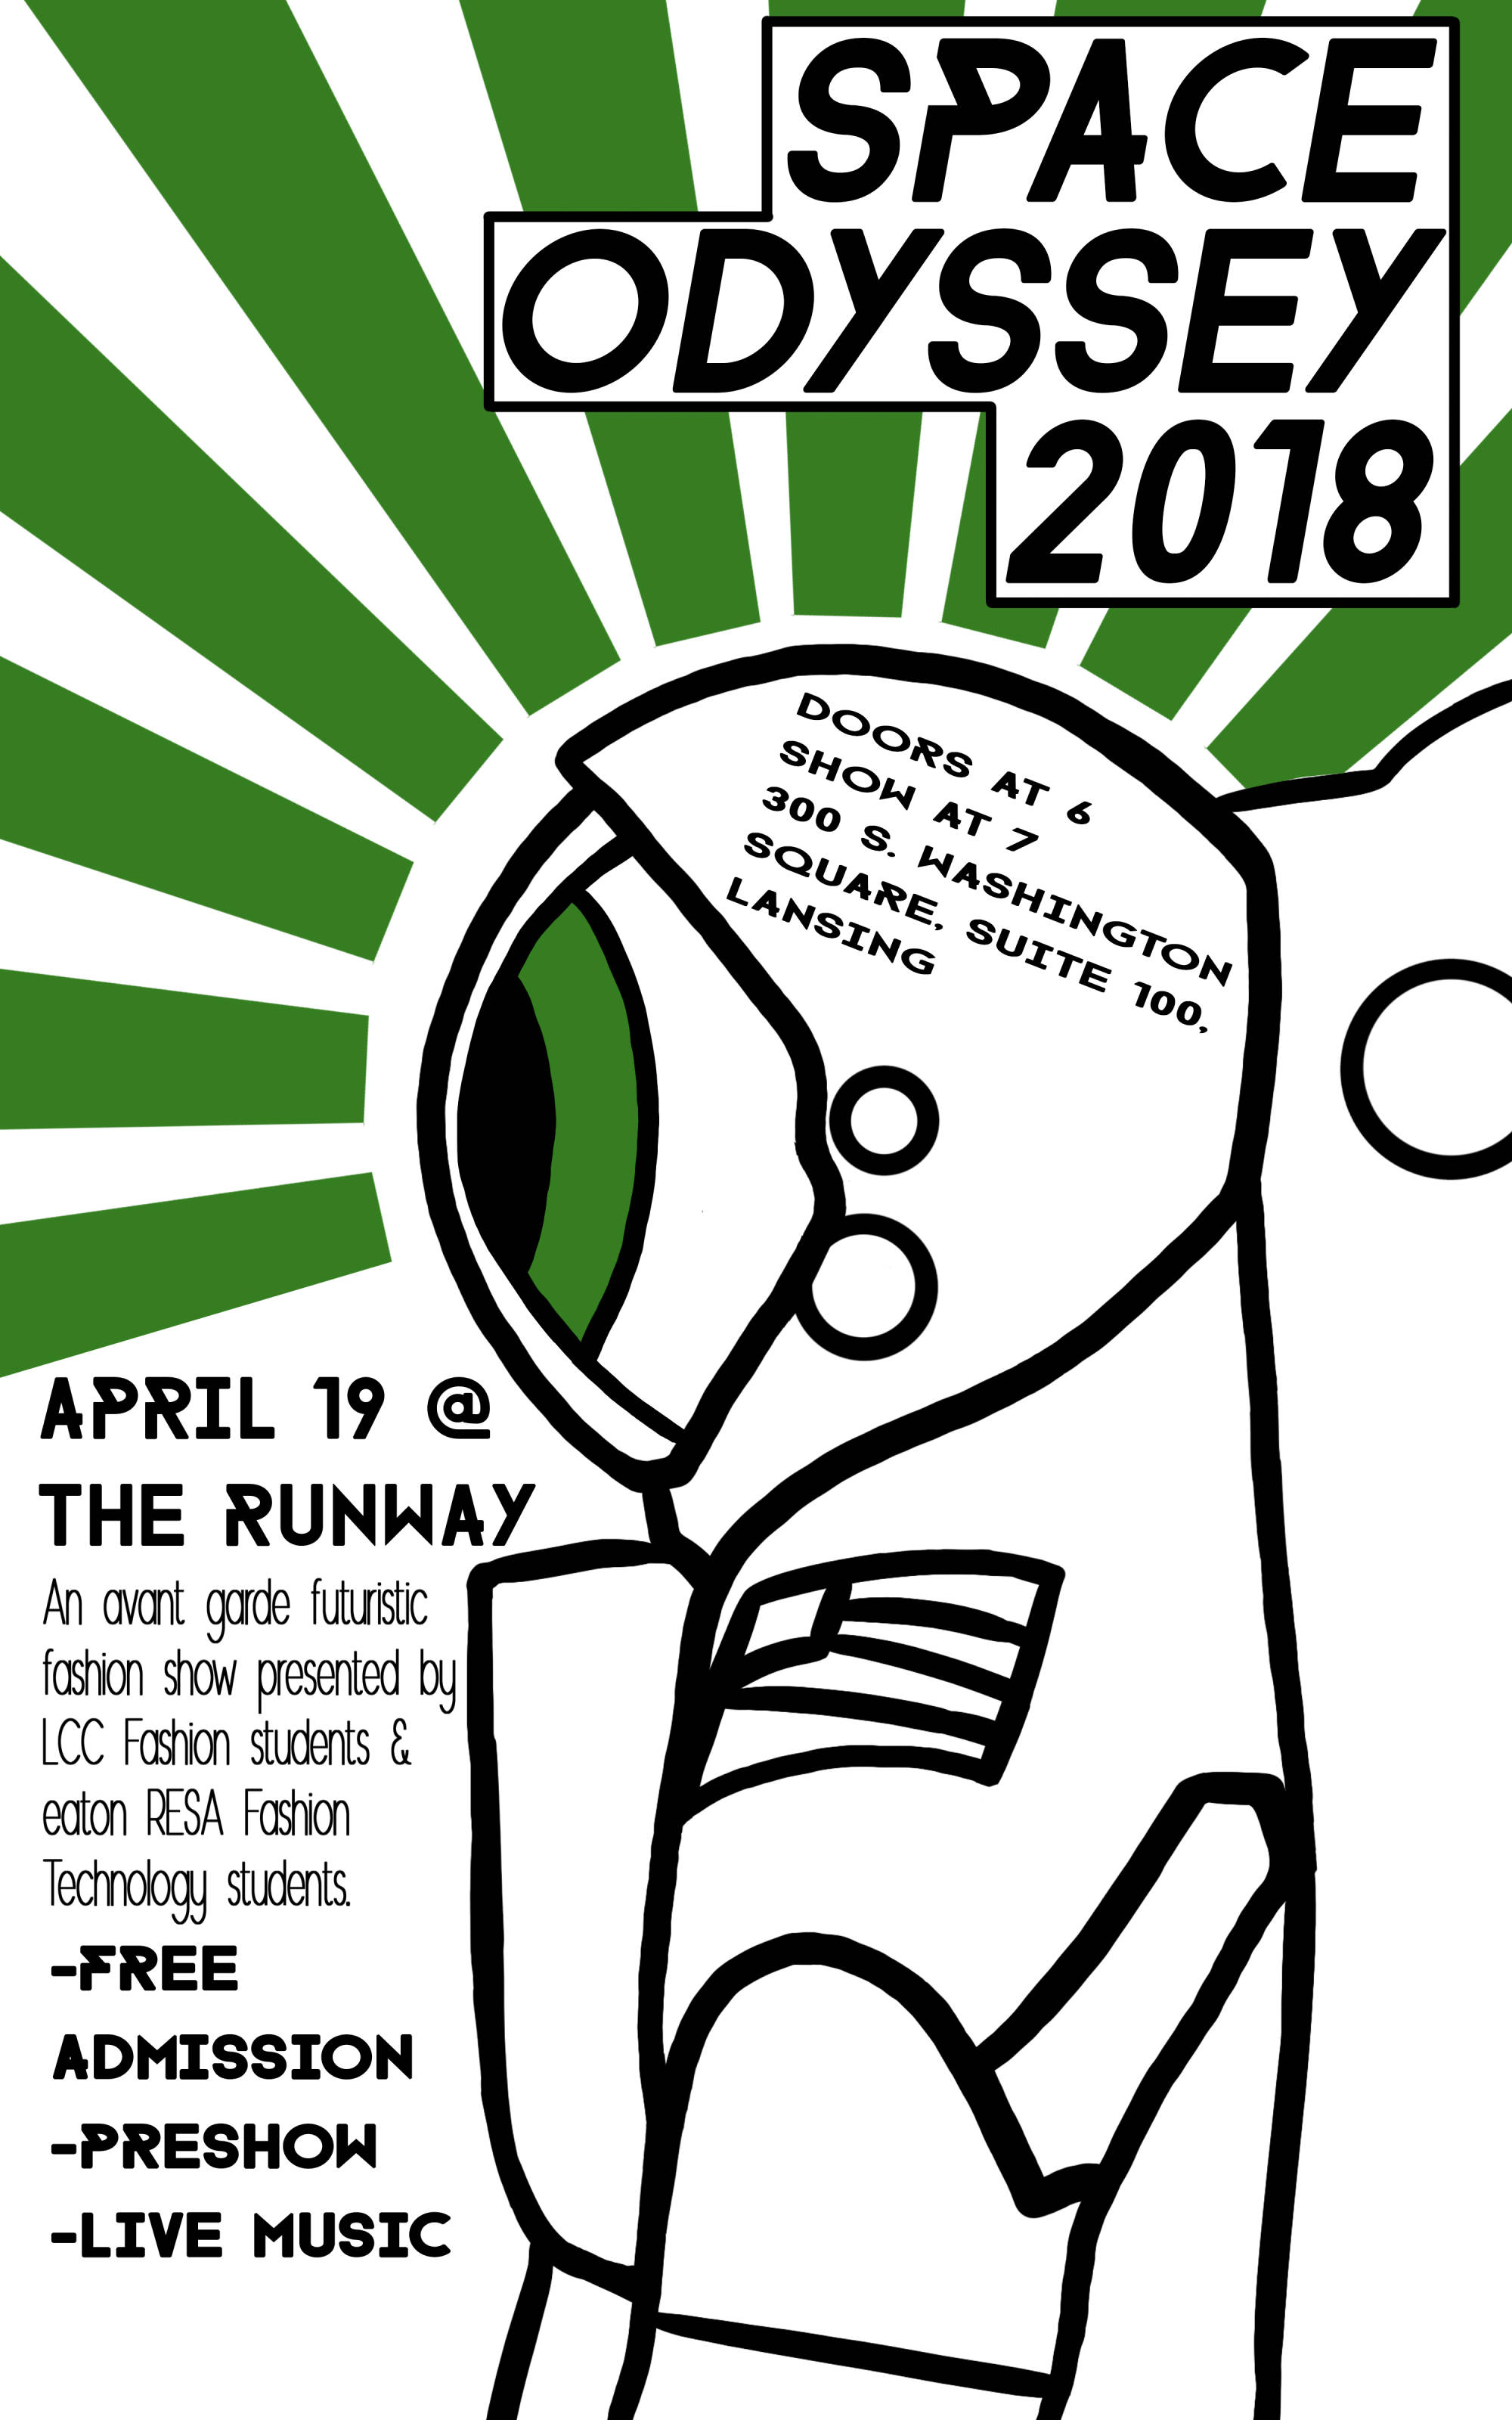 SPACE
ODYSSEY
2018
DOORS AT 6
SHOW AT 7
300 S. WASHINGTON
SQUARE, SUITE 100,
LANSING
APRIL 19 @
THE RUNWAY
An avant garde futuristic
fashion show presented by
LCC Fashion students &
eaton RESA Fashion
Technology students.
-FREE
ADMISSION
-PRESHOW
-LIVE MUSIC